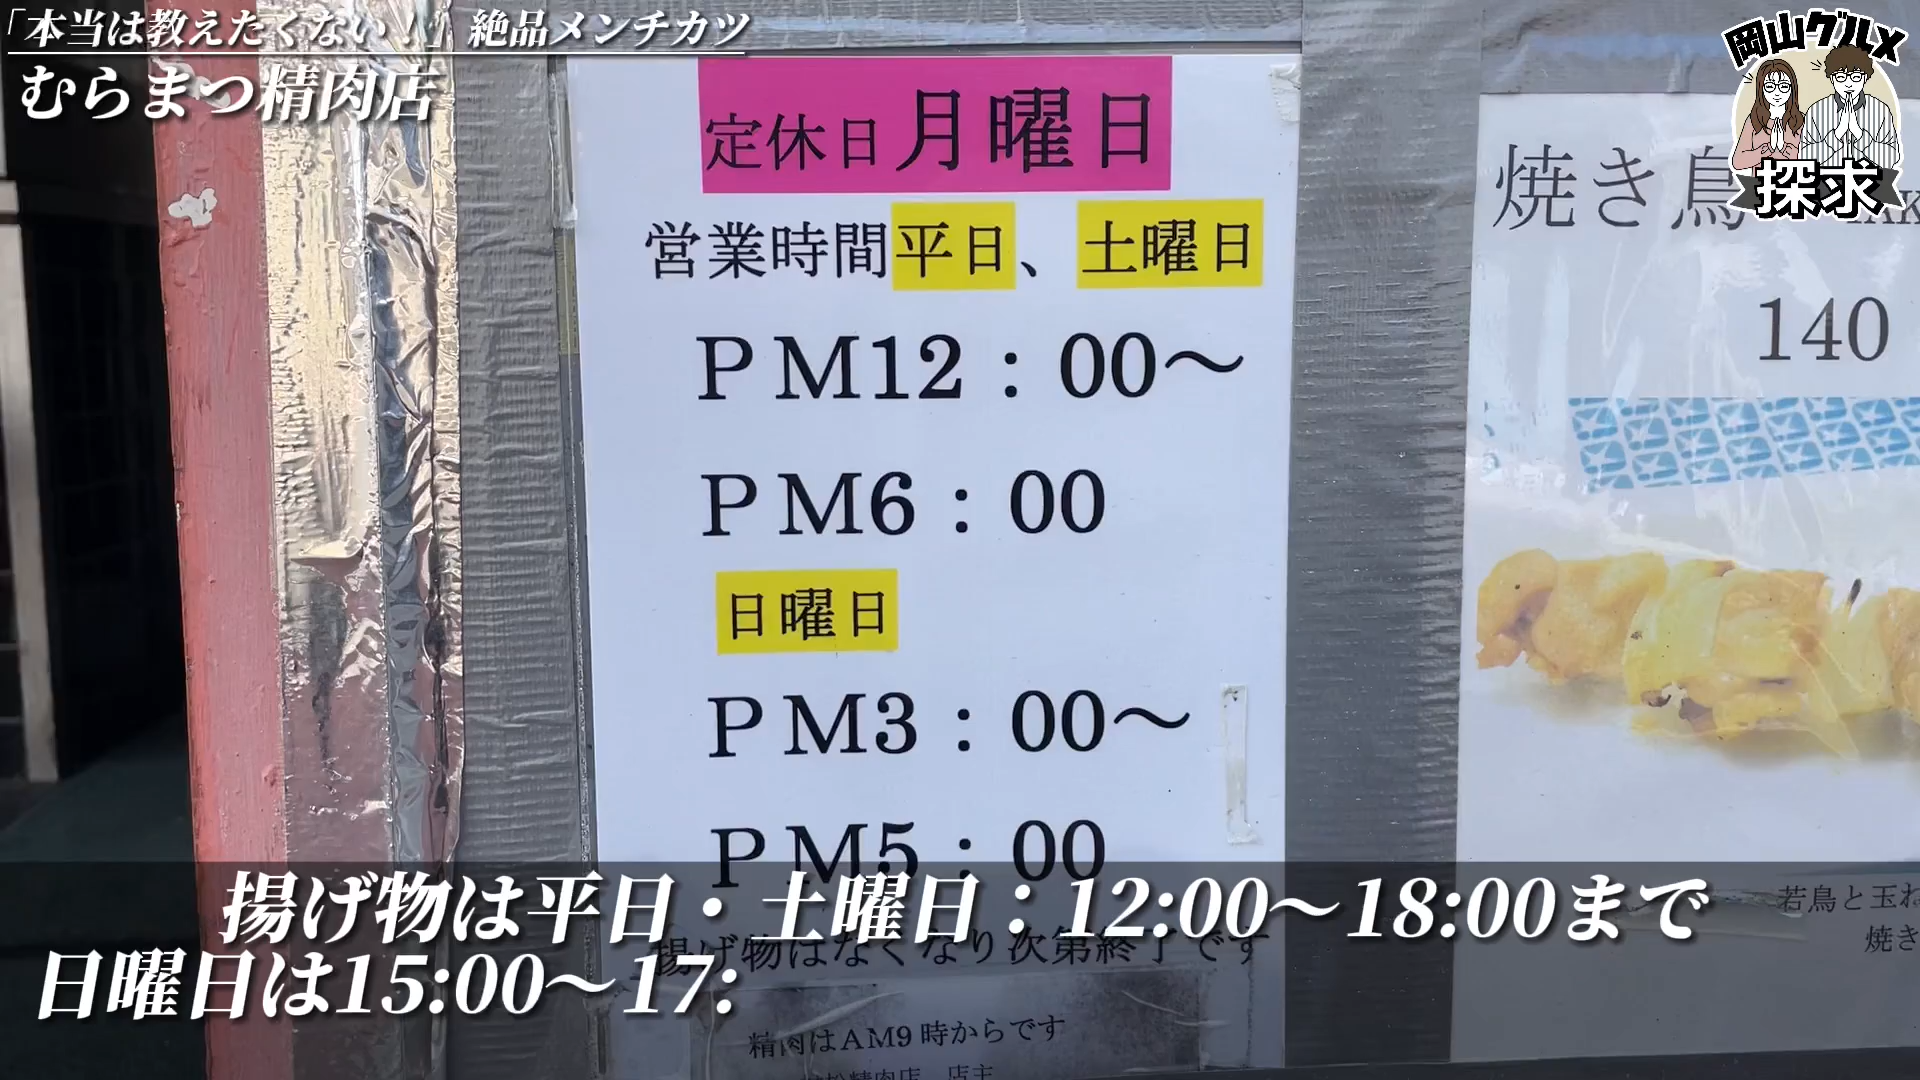 「本当は教えたくない！」絶品メンチカツ
むらまつ精肉店
岡山グルメ
探求
定休日月曜日
営業時間平日、土曜日
ＰＭ12：00～
ＰＭ6：00
日曜日
ＰＭ3：00～
ＰＭ5：00
揚げ物はなくなり次第終了です
精肉はAM9時からです
精肉店 店主
焼き鳥
140
若鳥と玉ね
焼き
揚げ物は平日・土曜日：12:00～18:00まで
日曜日は15:00～17: